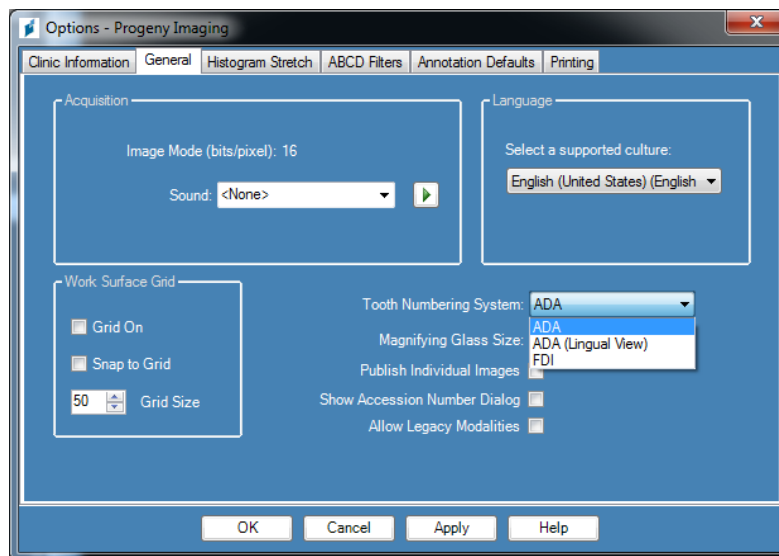 Options - Progeny Imaging
Clinic Information General Histogram Stretch ABCD Filters Annotation Defaults Printing
Acquisition
Image Mode (bits/pixel): 16
Sound: <None>
Language
Select a supported culture:
English (United States) (English
Work Surface Grid
Grid On
Snap to Grid
50 Grid Size
Tooth Numbering System: ADA
ADA
ADA (Lingual View)
FDI
Magnifying Glass Size:
Publish Individual Images
Show Accession Number Dialog
Allow Legacy Modalities
OK Cancel Apply Help